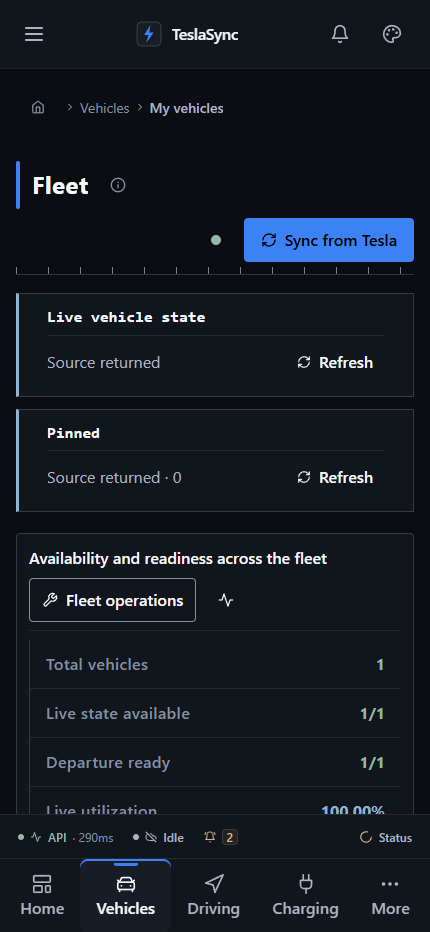 TeslaSync
Vehicles My vehicles
Fleet
Sync from Tesla
Live vehicle state
Source returned Refresh
Pinned
Source returned · 0 Refresh
Availability and readiness across the fleet
Fleet operations
Total vehicles 1
Live state available 1/1
Departure ready 1/1
Live utilization 100.00%
API · 290ms Idle 2 Status
Home Vehicles Driving Charging More